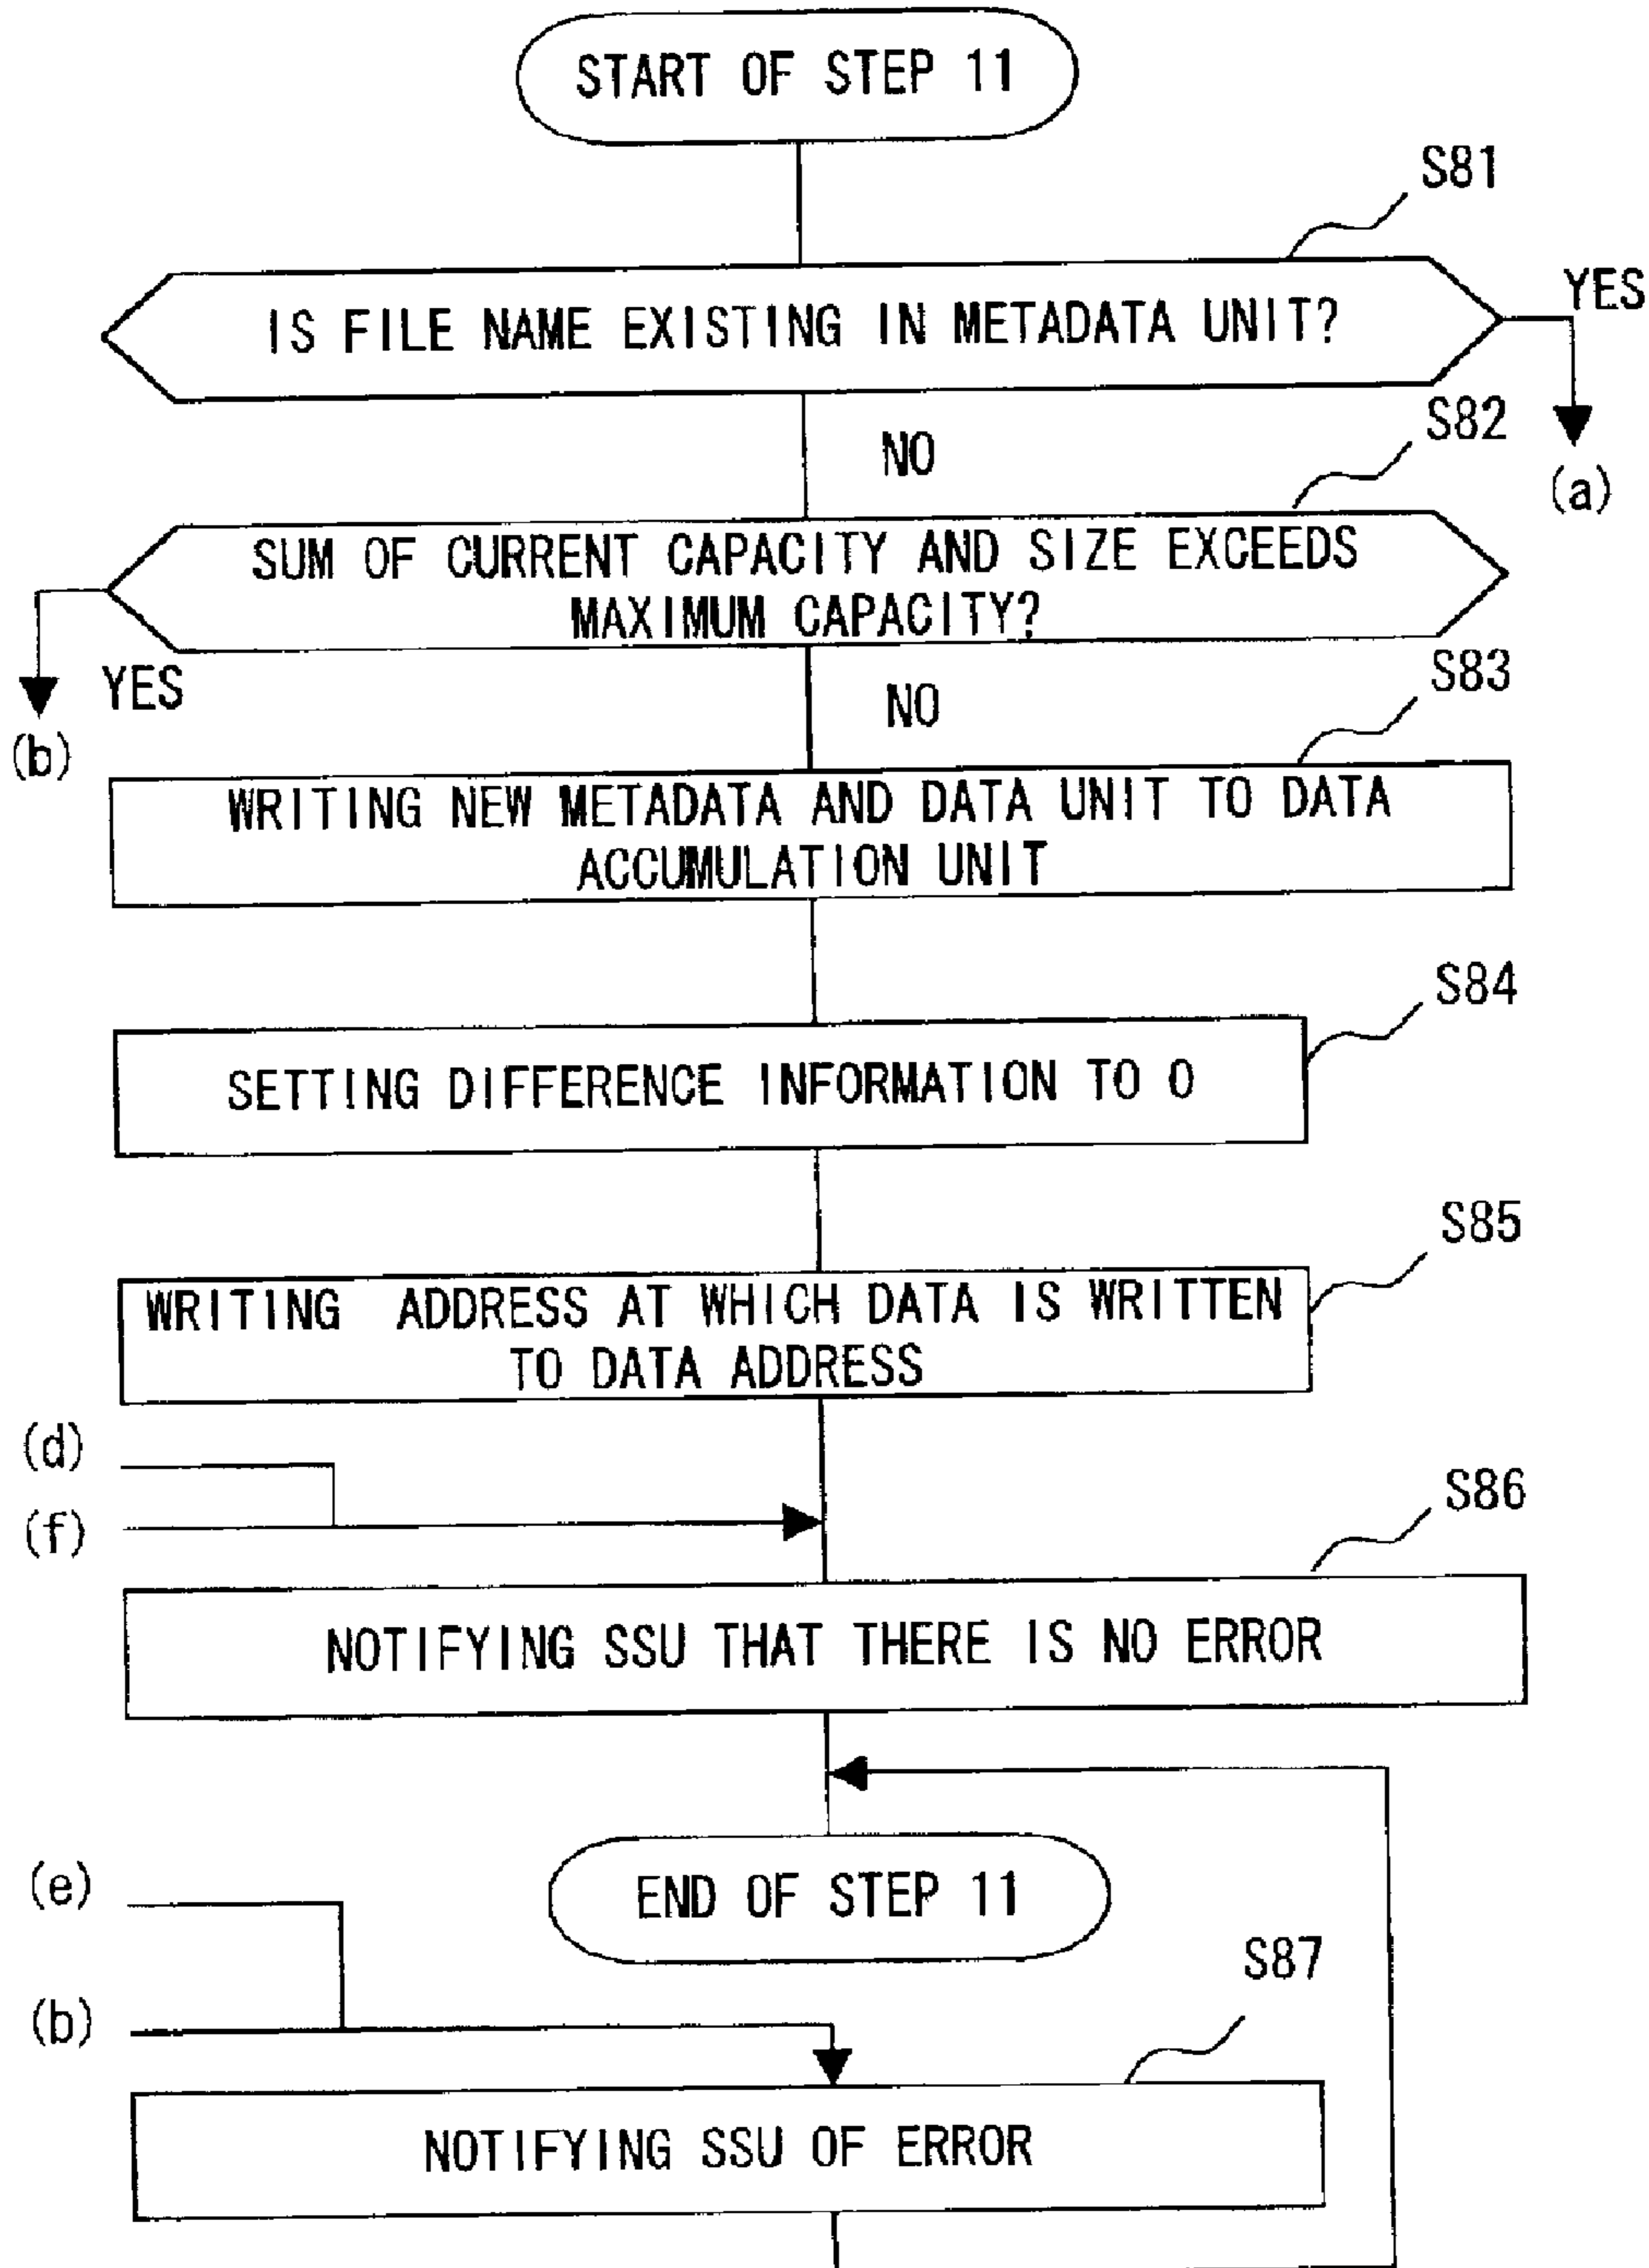 START OF STEP 11
S81
IS FILE NAME EXISTING IN METADATA UNIT?
YES
(a)
NO
S82
SUM OF CURRENT CAPACITY AND SIZE EXCEEDS
MAXIMUM CAPACITY?
YES
(b)
NO
S83
WRITING NEW METADATA AND DATA UNIT TO DATA
ACCUMULATION UNIT
S84
SETTING DIFFERENCE INFORMATION TO 0
S85
WRITING ADDRESS AT WHICH DATA IS WRITTEN
TO DATA ADDRESS
(d)
(f)
S86
NOTIFYING SSU THAT THERE IS NO ERROR
END OF STEP 11
(e)
(b)
S87
NOTIFYING SSU OF ERROR